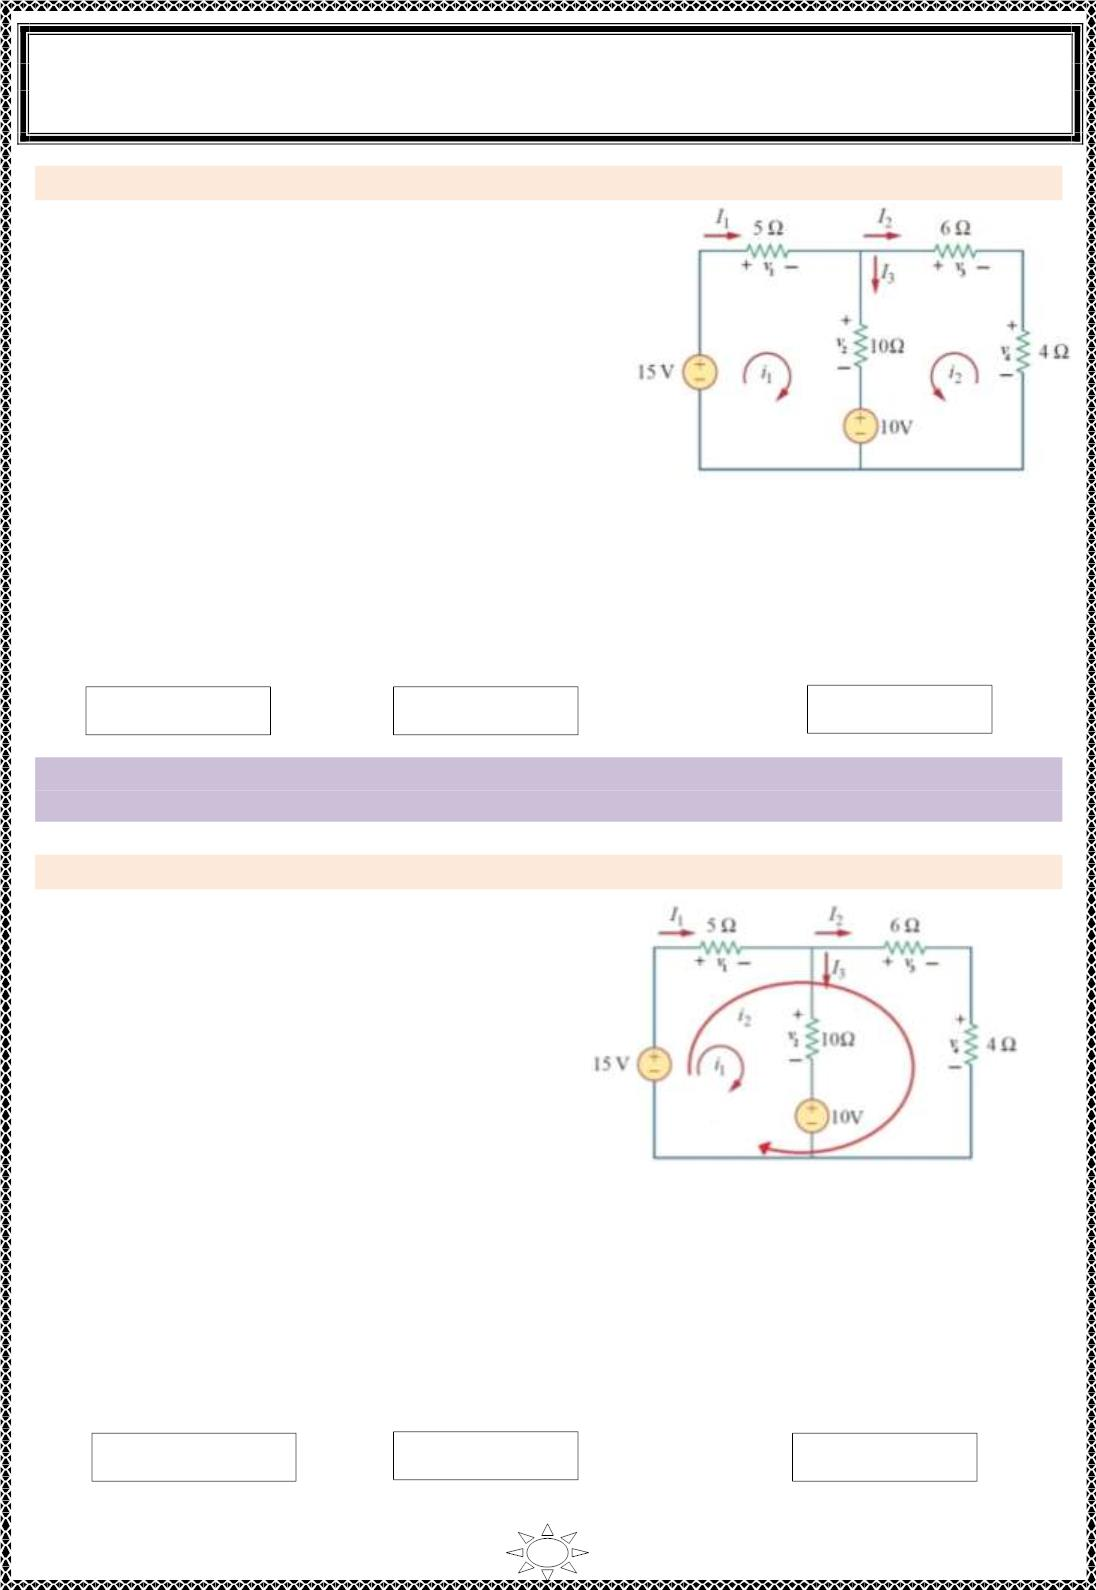 I1 5 Ω I2 6 Ω
+ v1 − I3 + v3 −
+ v2 − 10Ω + v4 − 4 Ω
15 V + − i1 i2
+ − 10V
I1 5 Ω I2 6 Ω
+ v1 − I3 + v3 −
i2
+ v2 − 10Ω + v4 − 4 Ω
15 V + − i1
+ − 10V